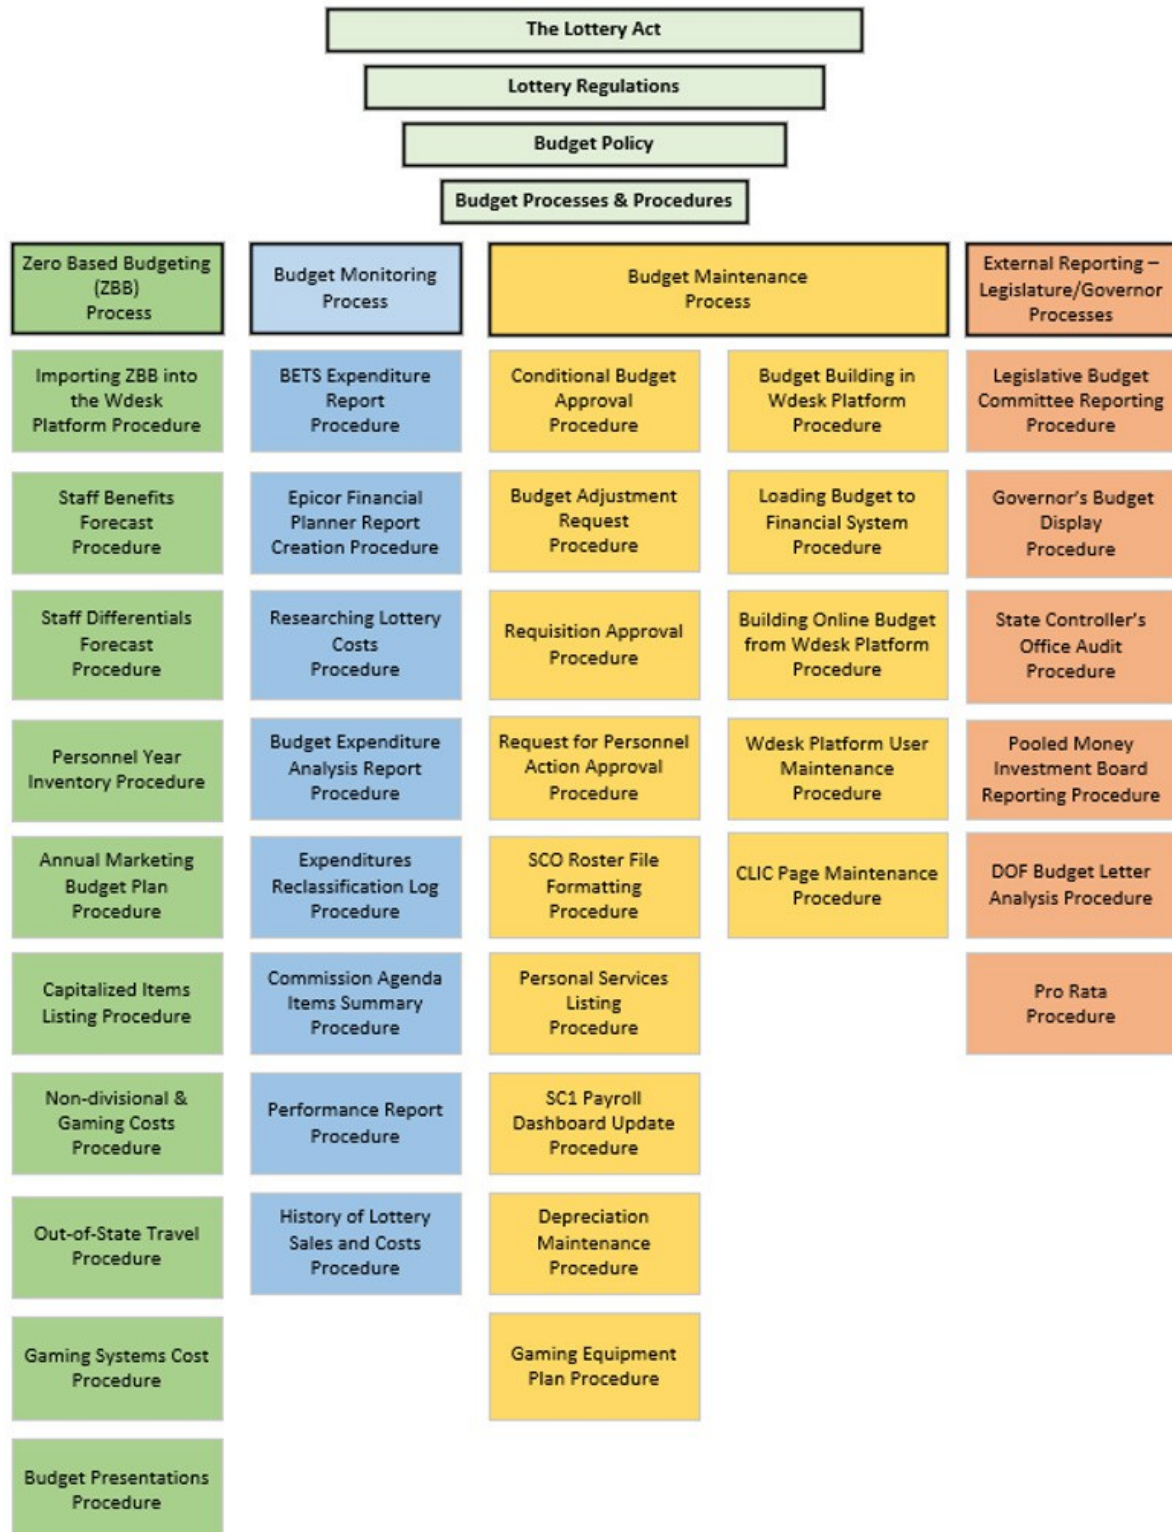 The Lottery Act
Lottery Regulations
Budget Policy
Budget Processes & Procedures
Zero Based Budgeting
(ZBB)
Process
Importing ZBB into
the Wdesk
Platform Procedure
Staff Benefits
Forecast
Procedure
Staff Differentials
Forecast
Procedure
Personnel Year
Inventory Procedure
Annual Marketing
Budget Plan
Procedure
Capitalized Items
Listing Procedure
Non-divisional &
Gaming Costs
Procedure
Out-of-State Travel
Procedure
Gaming Systems Cost
Procedure
Budget Presentations
Procedure
Budget Monitoring
Process
BETS Expenditure
Report
Procedure
Epicor Financial
Planner Report
Creation Procedure
Researching Lottery
Costs
Procedure
Budget Expenditure
Analysis Report
Procedure
Expenditures
Reclassification Log
Procedure
Commission Agenda
Items Summary
Procedure
Performance Report
Procedure
History of Lottery
Sales and Costs
Procedure
Budget Maintenance
Process
Conditional Budget
Approval
Procedure
Budget Adjustment
Request
Procedure
Requisition Approval
Procedure
Request for Personnel
Action Approval
Procedure
SCO Roster File
Formatting
Procedure
Personal Services
Listing
Procedure
SC1 Payroll
Dashboard Update
Procedure
Depreciation
Maintenance
Procedure
Gaming Equipment
Plan Procedure
Budget Building in
Wdesk Platform
Procedure
Loading Budget to
Financial System
Procedure
Building Online Budget
from Wdesk Platform
Procedure
Wdesk Platform User
Maintenance
Procedure
CLIC Page Maintenance
Procedure
External Reporting –
Legislature/Governor
Processes
Legislative Budget
Committee Reporting
Procedure
Governor's Budget
Display
Procedure
State Controller's
Office Audit
Procedure
Pooled Money
Investment Board
Reporting Procedure
DOF Budget Letter
Analysis Procedure
Pro Rata
Procedure